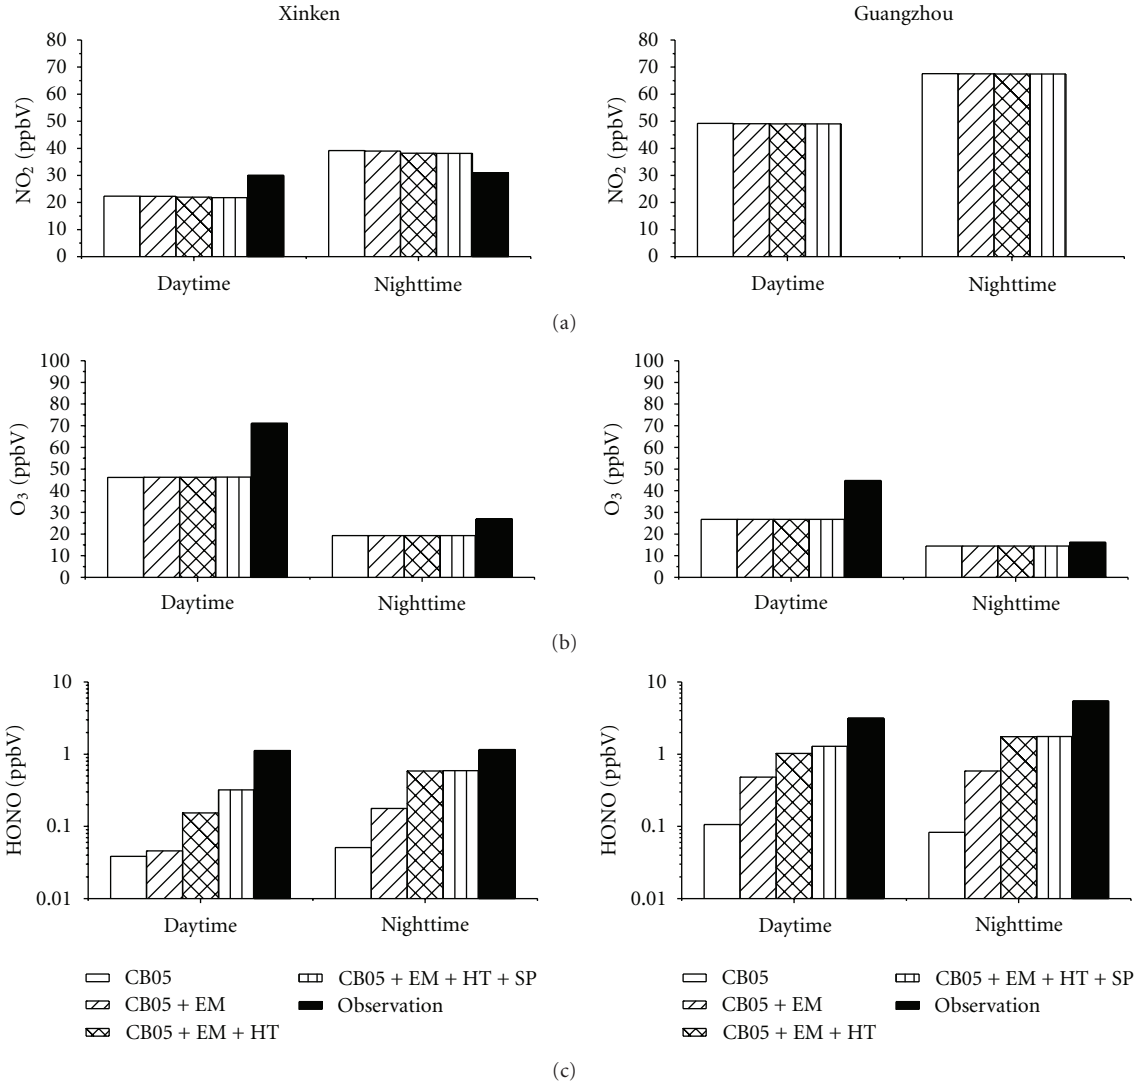 Xinken
Guangzhou
80
70
60
50
40
30
20
10
0
NO2 (ppbV)
Daytime
Nighttime
80
70
60
50
40
30
20
10
0
NO2 (ppbV)
Daytime
Nighttime
(a)
100
90
80
70
60
50
40
30
20
10
0
O3 (ppbV)
Daytime
Nighttime
100
90
80
70
60
50
40
30
20
10
0
O3 (ppbV)
Daytime
Nighttime
(b)
10
1
0.1
0.01
HONO (ppbV)
Daytime
Nighttime
10
1
0.1
0.01
HONO (ppbV)
Daytime
Nighttime
CB05
CB05 + EM
CB05 + EM + HT
CB05 + EM + HT + SP
Observation
CB05
CB05 + EM
CB05 + EM + HT
CB05 + EM + HT + SP
Observation
(c)